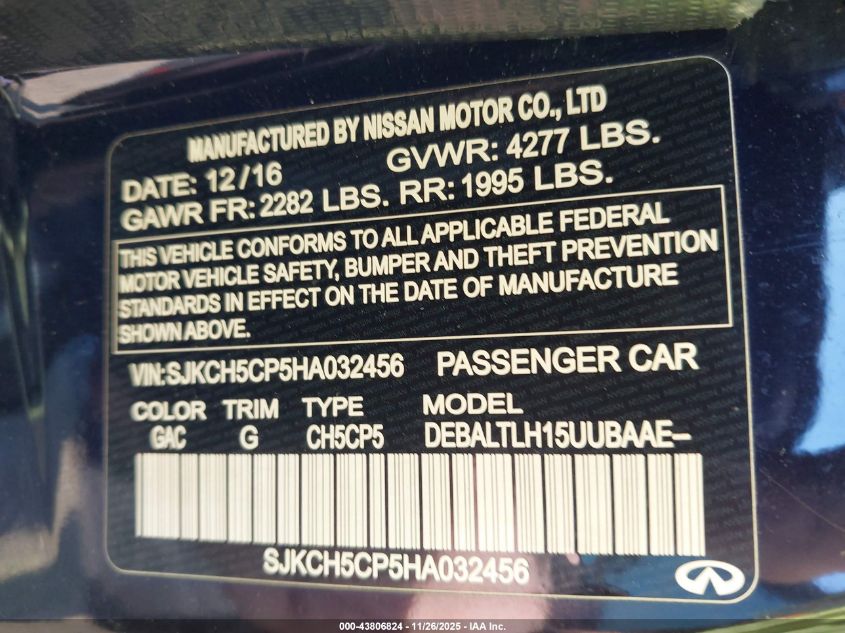 MANUFACTURED BY NISSAN MOTOR CO., LTD
DATE: 12/16 GVWR: 4277 LBS.
GAWR FR: 2282 LBS. RR: 1995 LBS.
THIS VEHICLE CONFORMS TO ALL APPLICABLE FEDERAL
MOTOR VEHICLE SAFETY, BUMPER AND THEFT PREVENTION
STANDARDS IN EFFECT ON THE DATE OF MANUFACTURE
SHOWN ABOVE.
VIN:SJKCH5CP5HA032456 PASSENGER CAR
COLOR TRIM TYPE MODEL
GAC G CH5CP5 DEBALTLH15UUBAAE-
SJKCH5CP5HA032456
000-43806824 | 11/26/2025 - IAA Inc.